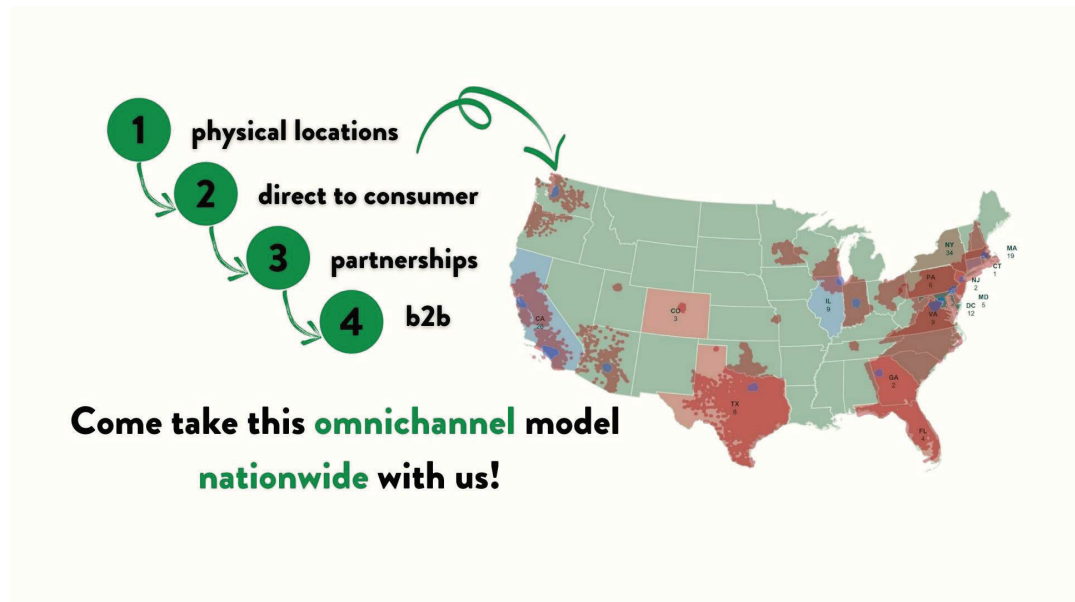 1
physical locations
2
direct to consumer
3
partnerships
4
b2b
Come take this omnichannel model
nationwide with us!
NY
34
MA
19
CT
1
PA
NJ
2
MD
5
DC
12
VA
IL
9
CO
3
CA
GA
2
TX
FL
4